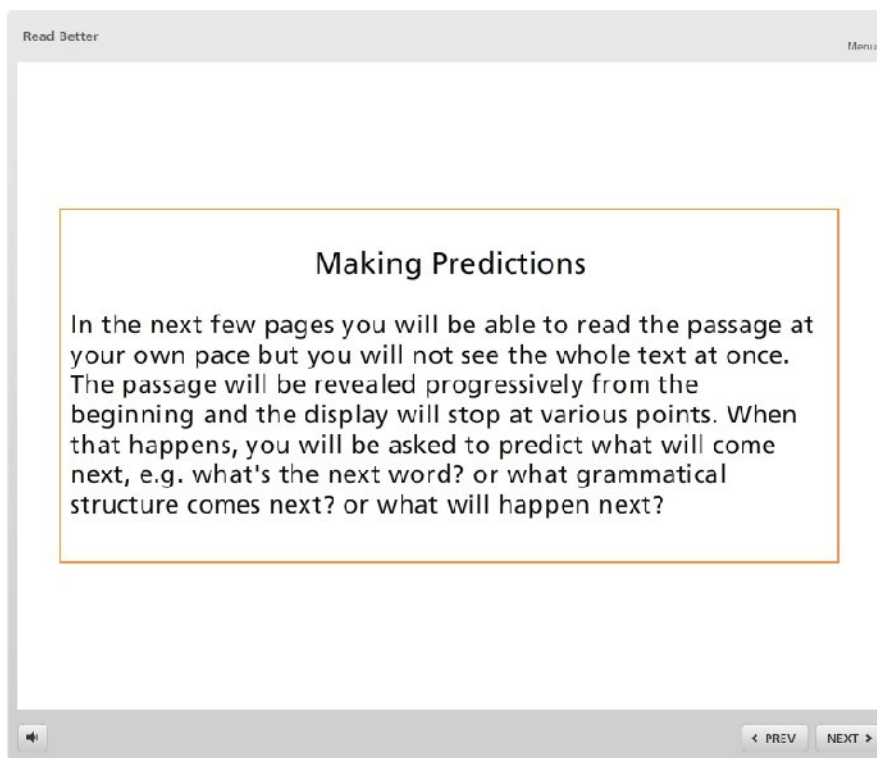 Read Better
Menu
Making Predictions
In the next few pages you will be able to read the passage at
your own pace but you will not see the whole text at once.
The passage will be revealed progressively from the
beginning and the display will stop at various points. When
that happens, you will be asked to predict what will come
next, e.g. what's the next word? or what grammatical
structure comes next? or what will happen next?
< PREV
NEXT >